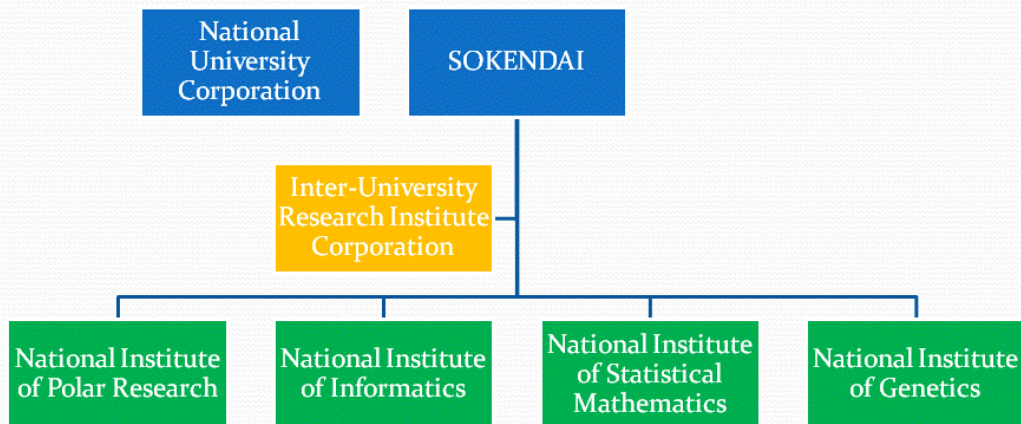 National
University
Corporation
SOKENDAI
Inter-University
Research Institute
Corporation
National Institute
of Polar Research
National Institute
of Informatics
National Institute
of Statistical
Mathematics
National Institute
of Genetics